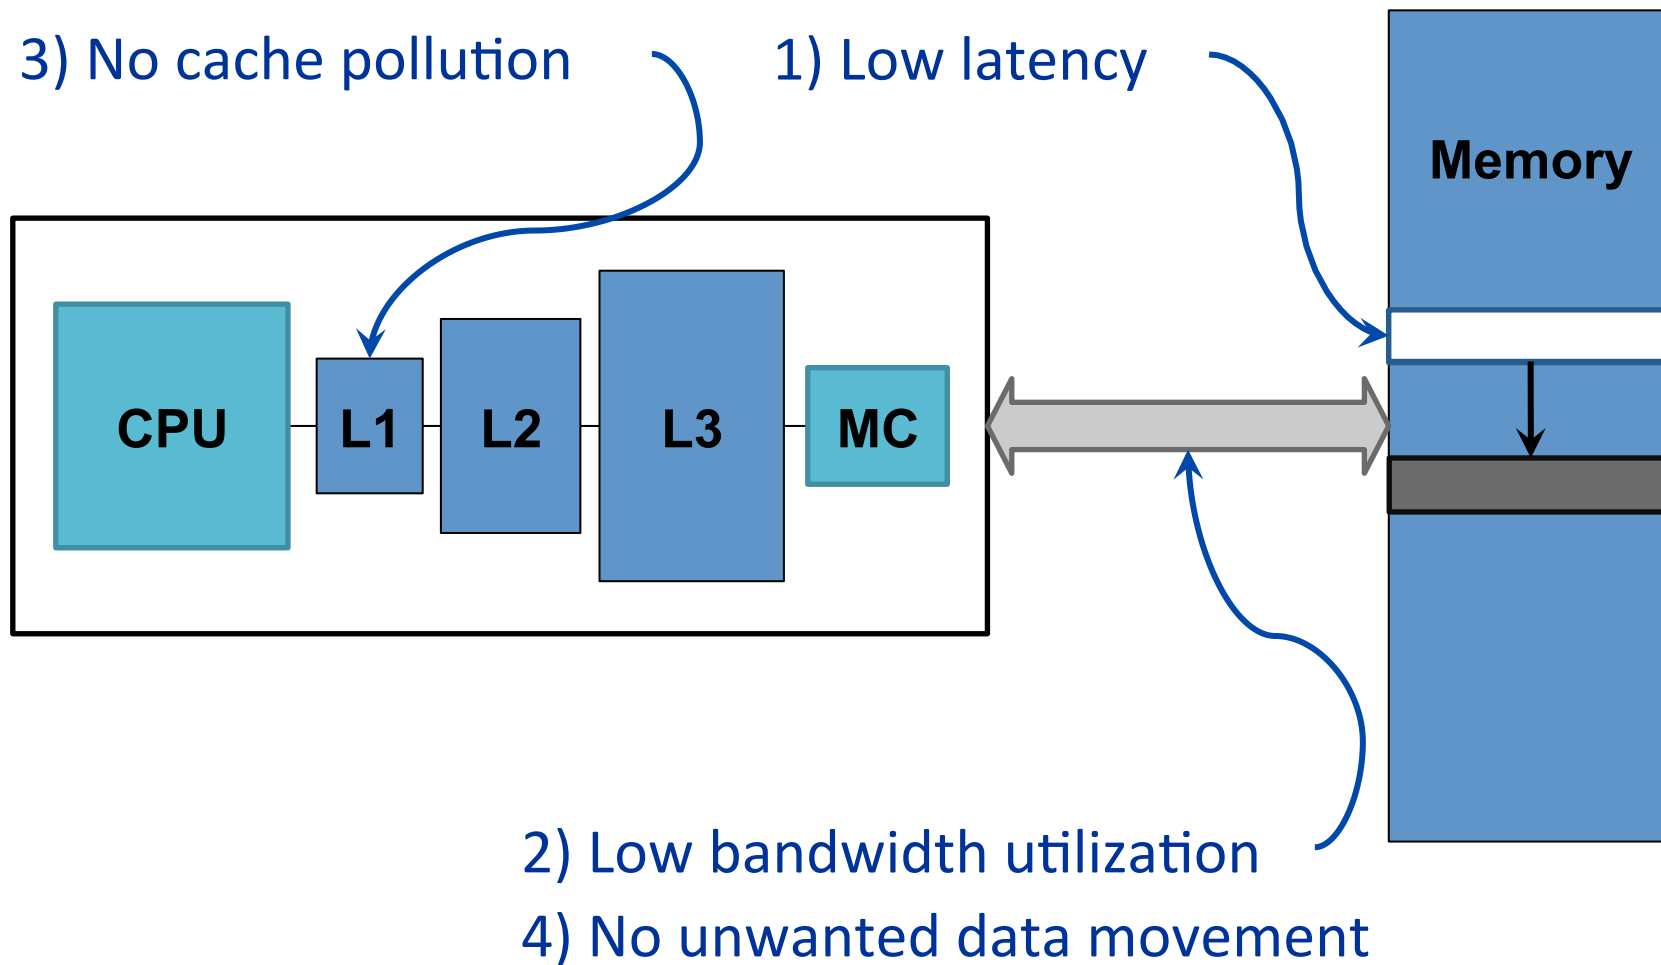 3) No cache pollution
1) Low latency
Memory
CPU
L1
L2
L3
MC
2) Low bandwidth utilization
4) No unwanted data movement